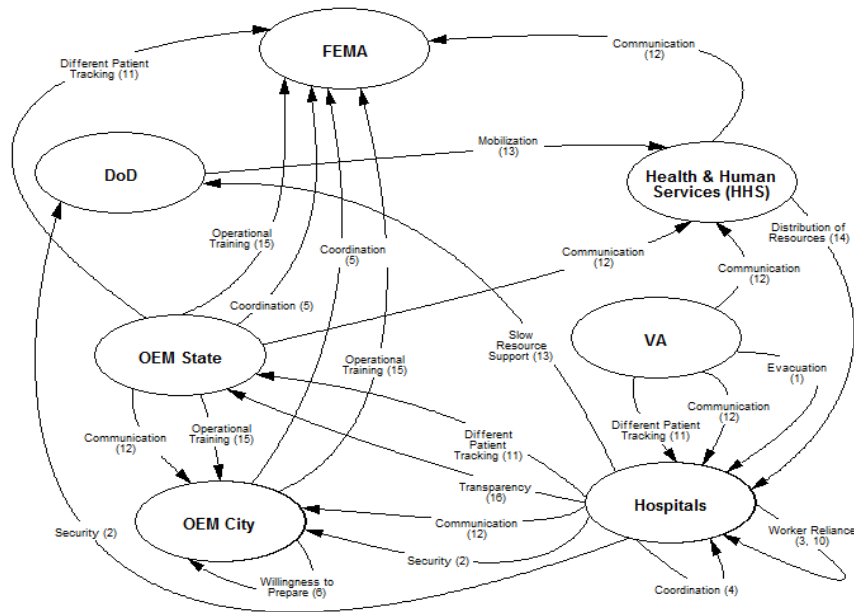 FEMA
Different Patient
Tracking (11)
Communication
(12)
DoD
Mobilization
(13)
Health & Human
Services (HHS)
Operational
Training (15)
Coordination
(5)
Distribution of
Resources (14)
Communication
(12)
Communication
(12)
Coordination (5)
OEM State
Operational
Training (15)
Slow
Resource
Support (13)
VA
Evacuation
(1)
Communication
(12)
Different Patient
Tracking (11)
Communication
(12)
Operational
Training (15)
Different
Patient
Tracking (11)
Transparency
(16)
Hospitals
OEM City
Communication
(12)
Security (2)
Security (2)
Worker Reliance
(3, 10)
Willingness to
Prepare (6)
Coordination (4)